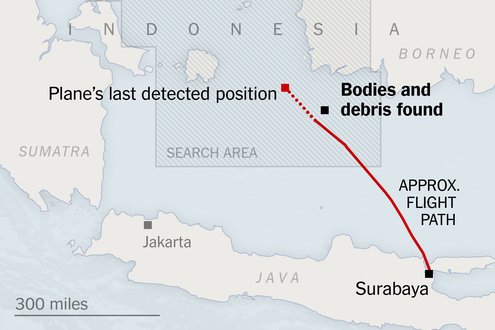 INDONESIA
BORNEO
Plane's last detected position
Bodies and
debris found
SUMATRA
SEARCH AREA
APPROX.
FLIGHT
PATH
Jakarta
JAVA
Surabaya
300 miles